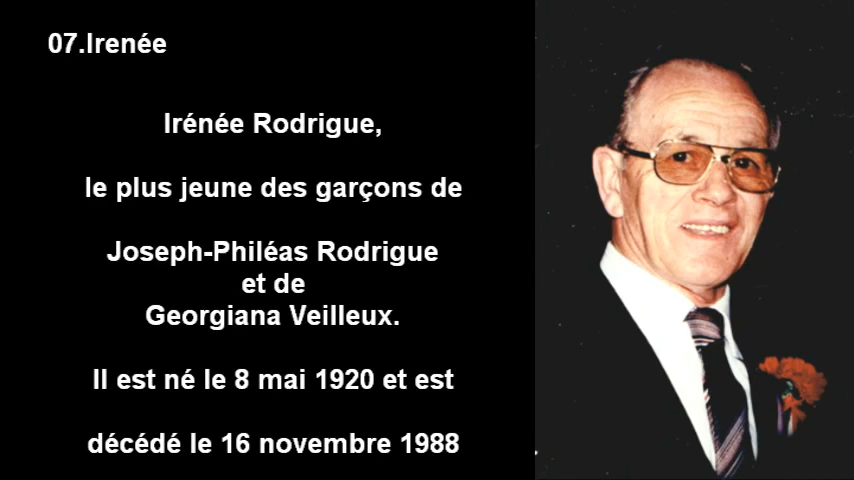 07.Irenée
Irénée Rodrigue,
le plus jeune des garçons de
Joseph-Philéas Rodrigue
et de
Georgiana Veilleux.
Il est né le 8 mai 1920 et est
décédé le 16 novembre 1988